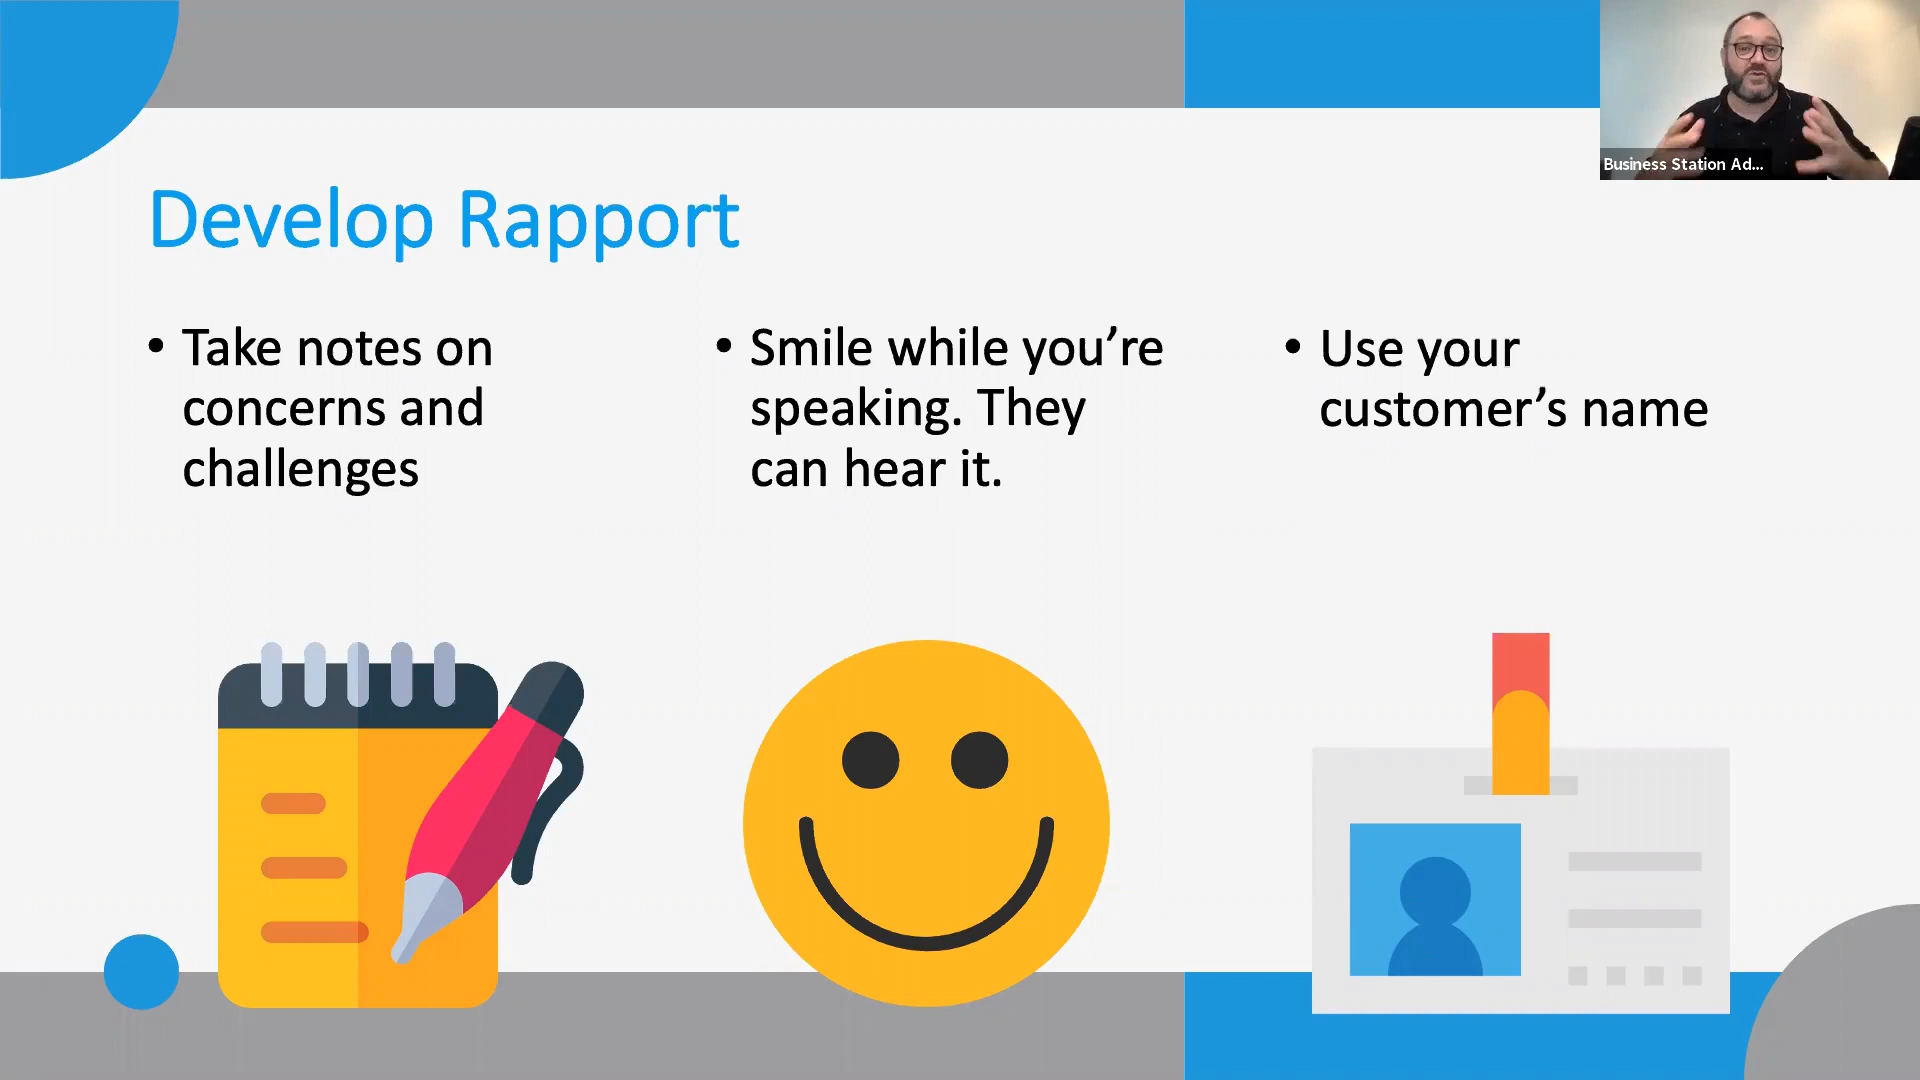 Business Station Ad...
Develop Rapport
• Take notes on
concerns and
challenges
• Smile while you’re
speaking. They
can hear it.
• Use your
customer’s name